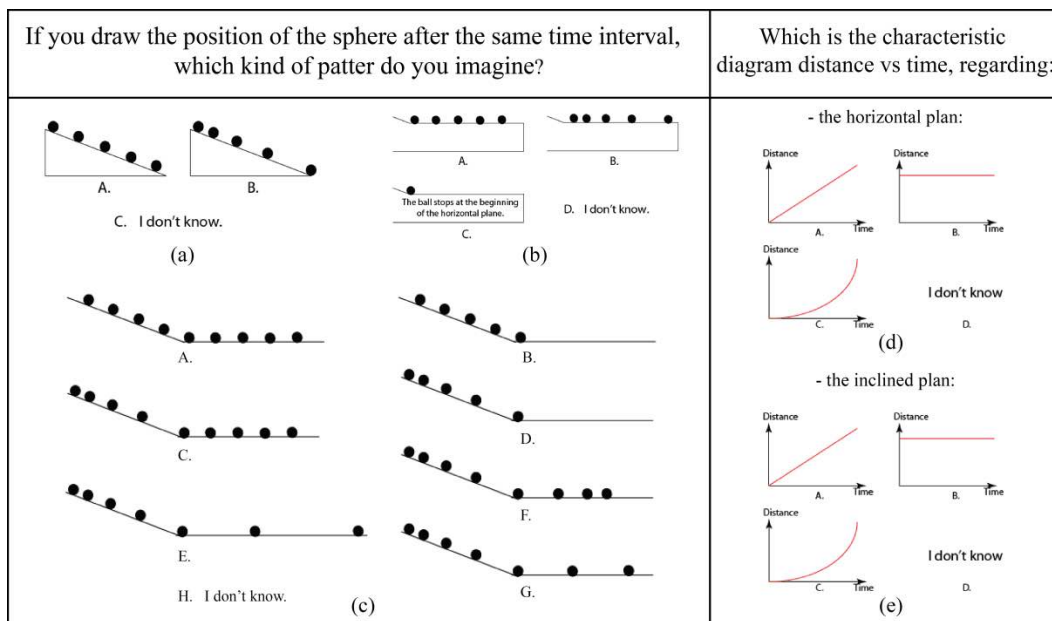 If you draw the position of the sphere after the same time interval,
which kind of patter do you imagine?
A.
B.
C. I don't know.
(a)
A.
B.
The ball stops at the beginning
of the horizontal plane.
C.
D. I don't know.
(b)
A.
B.
C.
D.
E.
F.
G.
H. I don't know.
(c)
Which is the characteristic
diagram distance vs time, regarding:
- the horizontal plan:
Distance
A.
Time
Distance
B.
Time
Distance
C.
Time
I don't know
D.
(d)
- the inclined plan:
Distance
A.
Time
Distance
B.
Time
Distance
C.
Time
I don't know
D.
(e)